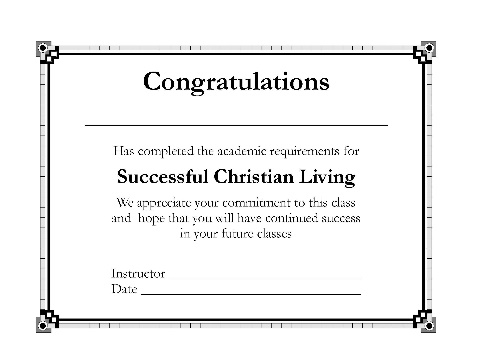 Congratulations
Has completed the academic requirements for
Successful Christian Living
We appreciate your commitment to this class
and hope that you will have continued success
in your future classes
Instructor
Date